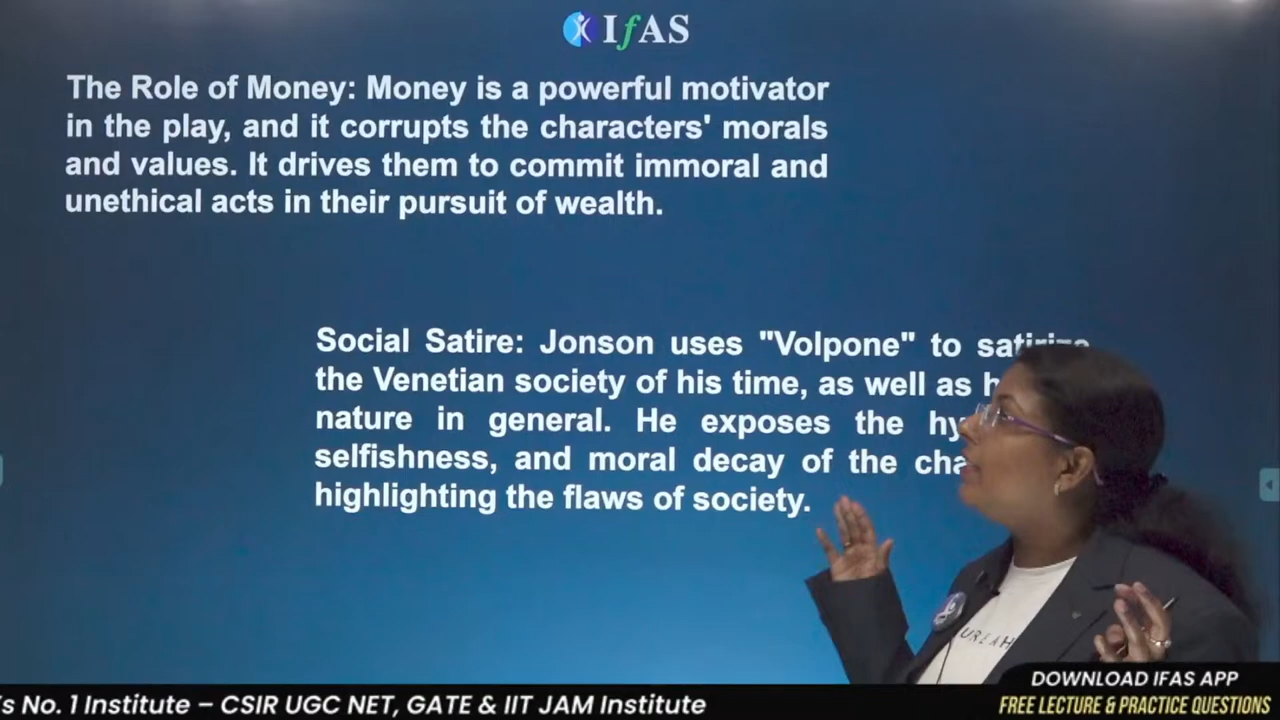 IfAS
The Role of Money: Money is a powerful motivator
in the play, and it corrupts the characters' morals
and values. It drives them to commit immoral and
unethical acts in their pursuit of wealth.
Social Satire: Jonson uses "Volpone" to satirize
the Venetian society of his time, as well as
nature in general. He exposes the
selfishness, and moral decay of the
highlighting the flaws of society.
No. 1 Institute – CSIR UGC NET, GATE & IIT JAM Institute
DOWNLOAD IFAS APP
FREE LECTURE & PRACTICE QUESTIONS